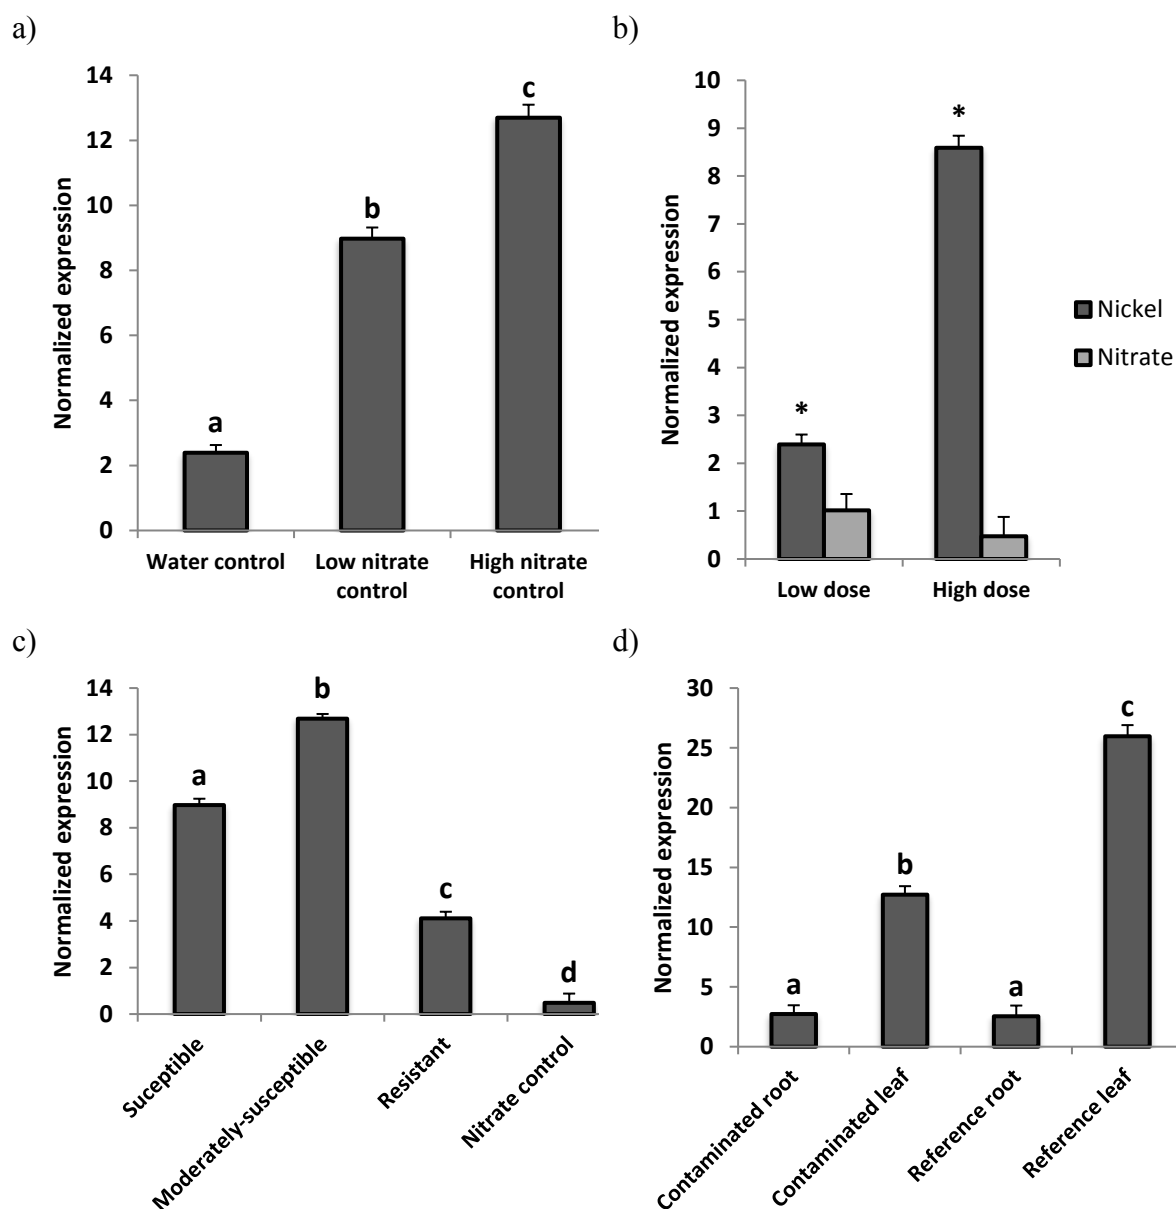 a)
Normalized expression
14
12
10
8
6
4
2
0
a
b
c
Water control
Low nitrate
control
High nitrate
control
b)
Normalized expression
10
9
8
7
6
5
4
3
2
1
0
*
*
Low dose
High dose
Nickel
Nitrate
c)
Normalized expression
14
12
10
8
6
4
2
0
a
b
c
d
Suceptible
Moderately-susceptible
Resistant
Nitrate control
d)
Normalized expression
30
25
20
15
10
5
0
a
b
a
c
Contaminated root
Contaminated leaf
Reference root
Reference leaf